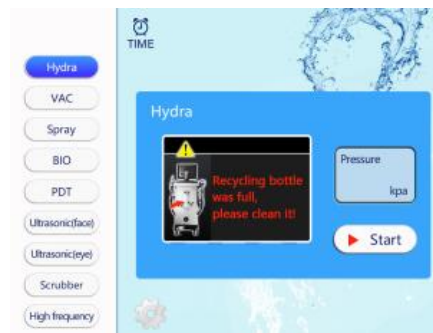 TIME
Hydra
VAC
Spray
BIO
PDT
Ultrasonic(face)
Ultrasonic(eye)
Scrubber
High frequency
Hydra
Recycling bottle
was full,
please clean it!
Pressure
kpa
Start